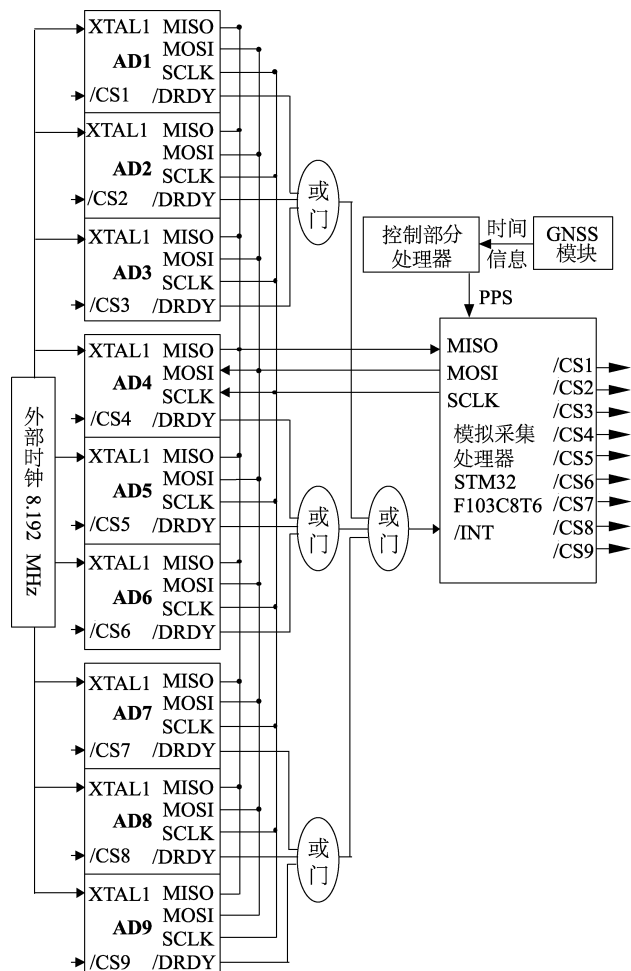 XTAL1 MISO
MOSI
AD1
SCLK
/CS1 /DRDY
XTAL1 MISO
MOSI
AD2
SCLK
/CS2 /DRDY
XTAL1 MISO
MOSI
AD3
SCLK
/CS3 /DRDY
XTAL1 MISO
MOSI
AD4
SCLK
/CS4 /DRDY
XTAL1 MISO
MOSI
AD5
SCLK
/CS5 /DRDY
XTAL1 MISO
MOSI
AD6
SCLK
/CS6 /DRDY
XTAL1 MISO
MOSI
AD7
SCLK
/CS7 /DRDY
XTAL1 MISO
MOSI
AD8
SCLK
/CS8 /DRDY
XTAL1 MISO
MOSI
AD9
SCLK
/CS9 /DRDY
外部时钟 8.192 MHz
或门
或门
或门
或门
控制部分
处理器
时间
信息
GNSS
模块
PPS
MISO
MOSI
SCLK
模拟采集
处理器
STM32
F103C8T6
/INT
/CS1
/CS2
/CS3
/CS4
/CS5
/CS6
/CS7
/CS8
/CS9